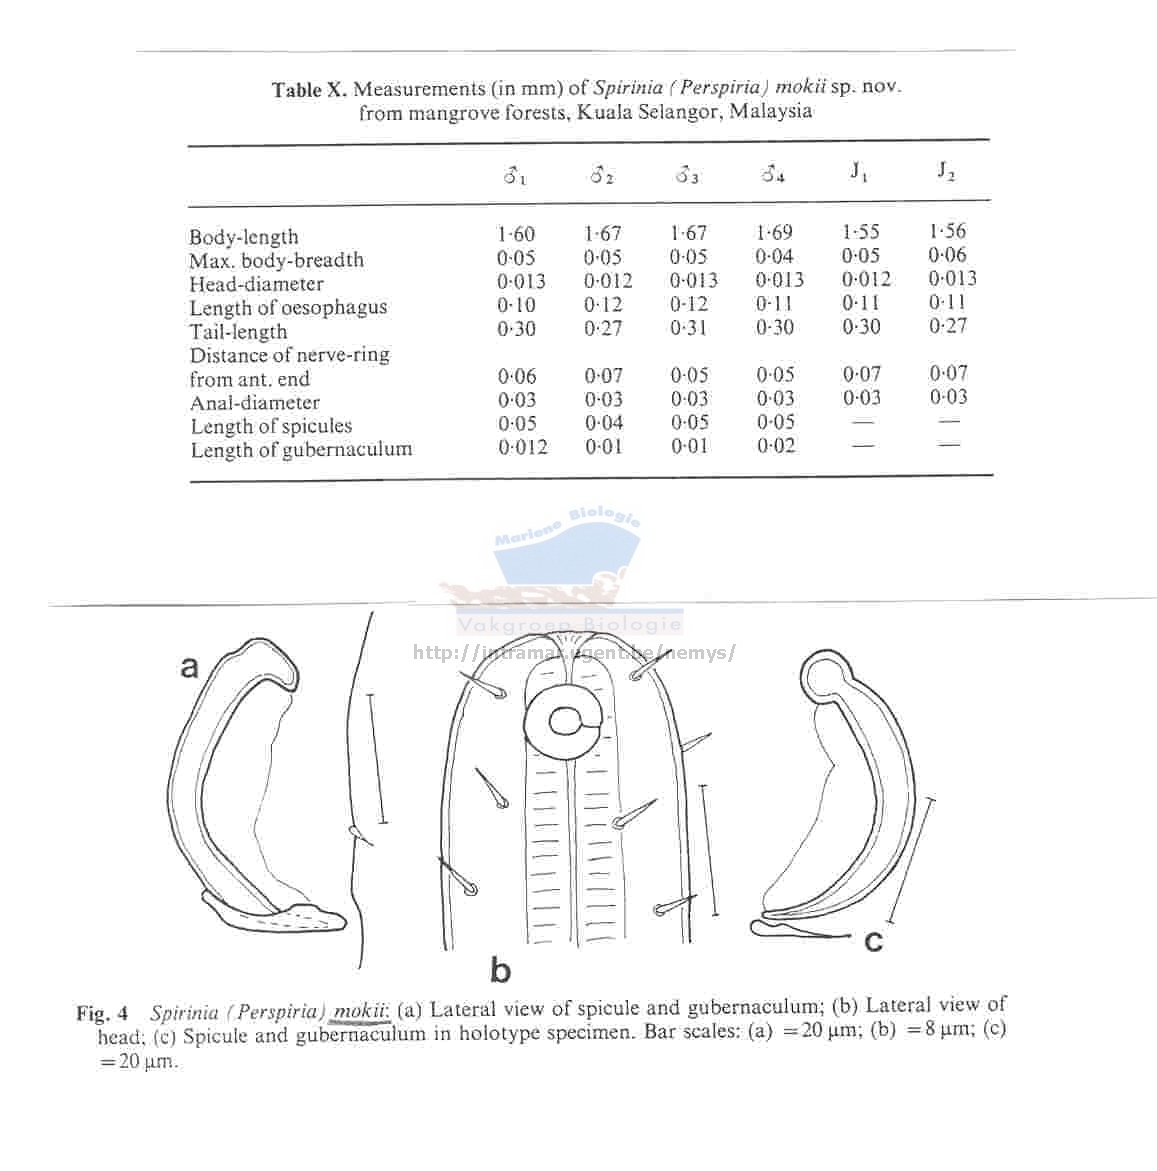 Table X. Measurements (in mm) of Spirinia (Perspiria) mokii sp. nov.
from mangrove forests, Kuala Selangor, Malaysia
♂1 ♂2 ♂3 ♂4 J1 J2
Body-length 1·60 1·67 1·67 1·69 1·55 1·56
Max. body-breadth 0·05 0·05 0·05 0·04 0·05 0·06
Head-diameter 0·013 0·012 0·013 0·013 0·012 0·013
Length of oesophagus 0·10 0·12 0·12 0·11 0·11 0·11
Tail-length 0·30 0·27 0·31 0·30 0·30 0·27
Distance of nerve-ring
from ant. end 0·06 0·07 0·05 0·05 0·07 0·07
Anal-diameter 0·03 0·03 0·03 0·03 0·03 0·03
Length of spicules 0·05 0·04 0·05 0·05 — —
Length of gubernaculum 0·012 0·01 0·01 0·02 — —
Mariene Biologie
Vakgroep Biologie
http://intramar.ugent.be/nemys/
a
b
c
Fig. 4 Spirinia (Perspiria) mokii: (a) Lateral view of spicule and gubernaculum; (b) Lateral view of
head; (c) Spicule and gubernaculum in holotype specimen. Bar scales: (a) =20 μm; (b) =8 μm; (c)
=20 μm.